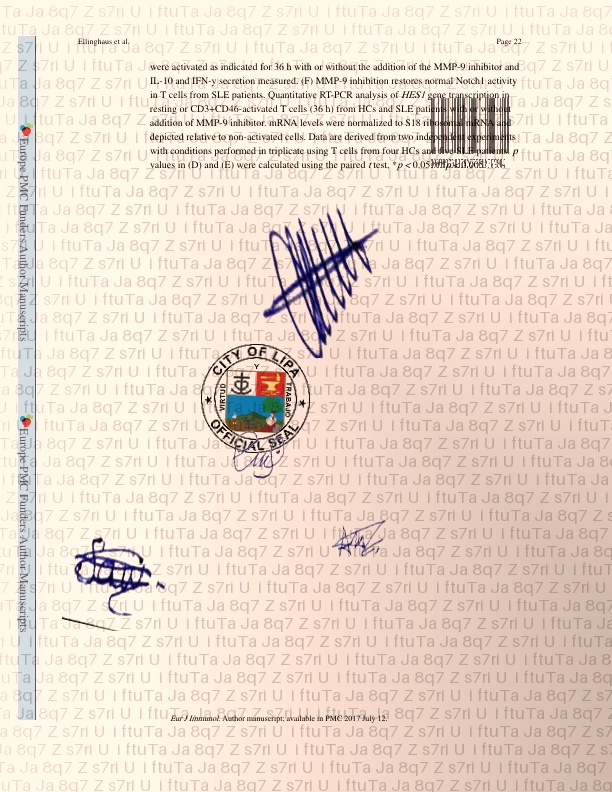 Ellinghaus et al.
Page 22
were activated as indicated for 36 h with or without the addition of the MMP-9 inhibitor and
IL-10 and IFN-γ secretion measured. (F) MMP-9 inhibition restores normal Notch1 activity
in T cells from SLE patients. Quantitative RT-PCR analysis of HES1 gene transcription in
resting or CD3+CD46-activated T cells (36 h) from HCs and SLE patients with or without
addition of MMP-9 inhibitor. mRNA levels were normalized to S18 ribosomal mRNA and
depicted relative to non-activated cells. Data are derived from two independent experiments
with conditions performed in triplicate using T cells from four HCs and five SLE patients. p
values in (D) and (E) were calculated using the paired t test, *p < 0.05
Europe PMC Funders Author Manuscripts
Europe PMC Funders Author Manuscripts
CITY OF LIPA
Y
VIRTUD
TRABAJO
OFFICIAL SEAL
Eur J Immunol. Author manuscript; available in PMC 2017 July 12.